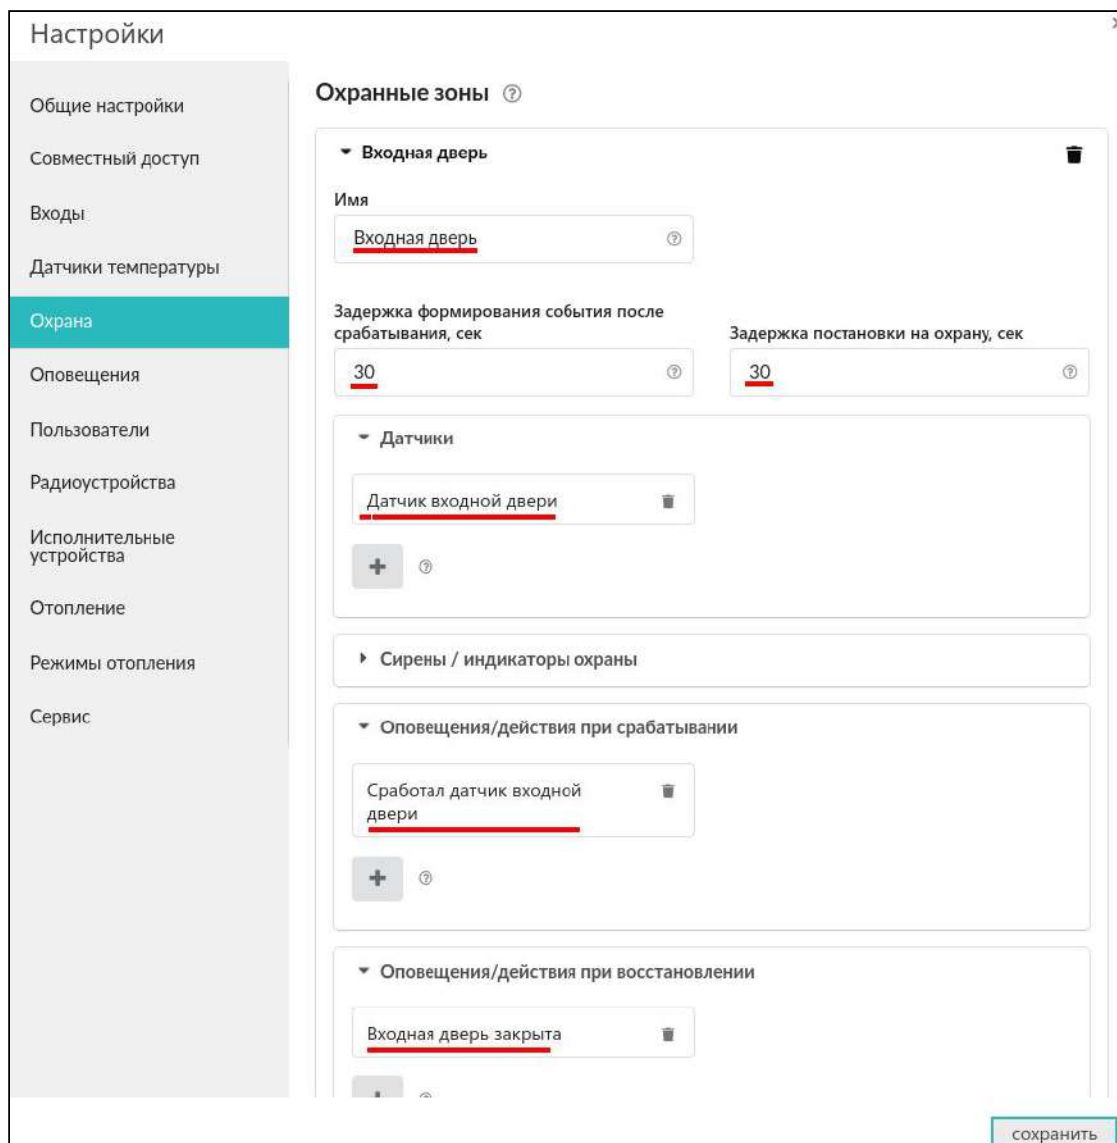 Настройки
Общие настройки
Совместный доступ
Входы
Датчики температуры
Охрана
Оповещения
Пользователи
Радиоустройства
Исполнительные
устройства
Отопление
Режимы отопления
Сервис
Охранные зоны
Входная дверь
Имя
Входная дверь
Задержка формирования события после
срабатывания, сек
30
Задержка постановки на охрану, сек
30
Датчики
Датчик входной двери
+
Сирены / индикаторы охраны
Оповещения/действия при срабатывании
Сработал датчик входной
двери
+
Оповещения/действия при восстановлении
Входная дверь закрыта
сохранить